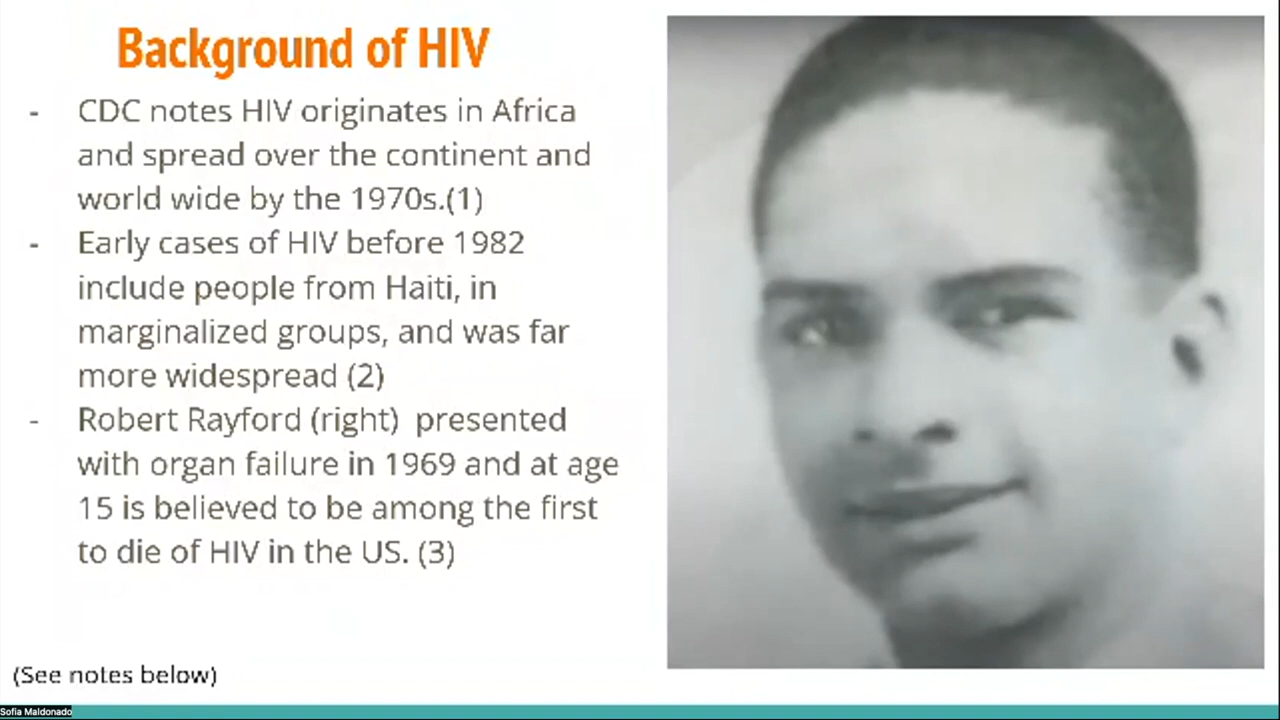 Background of HIV
- CDC notes HIV originates in Africa
and spread over the continent and
world wide by the 1970s.(1)
- Early cases of HIV before 1982
include people from Haiti, in
marginalized groups, and was far
more widespread (2)
- Robert Rayford (right) presented
with organ failure in 1969 and at age
15 is believed to be among the first
to die of HIV in the US. (3)
(See notes below)
Sofia Maldonado